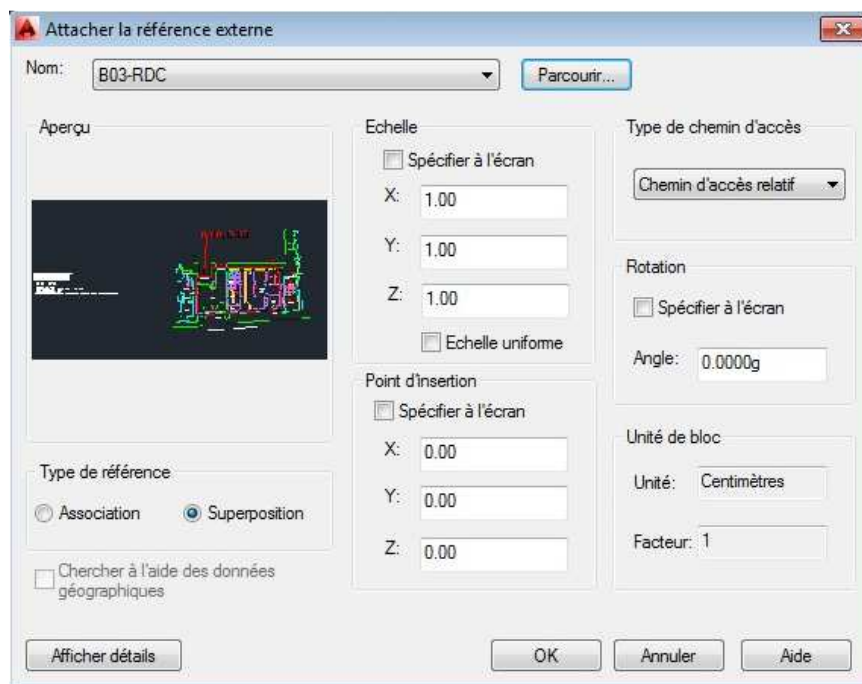 Attacher la référence externe
Nom:
B03-RDC
Parcourir...
Aperçu
Echelle
Spécifier à l'écran
X:
1.00
Y:
1.00
Z:
1.00
Echelle uniforme
Type de chemin d'accès
Chemin d'accès relatif
Rotation
Spécifier à l'écran
Angle:
0.0000g
Point d'insertion
Spécifier à l'écran
X:
0.00
Y:
0.00
Z:
0.00
Unité de bloc
Unité:
Centimètres
Facteur:
1
Type de référence
Association
Superposition
Chercher à l'aide des données
géographiques
Afficher détails
OK
Annuler
Aide